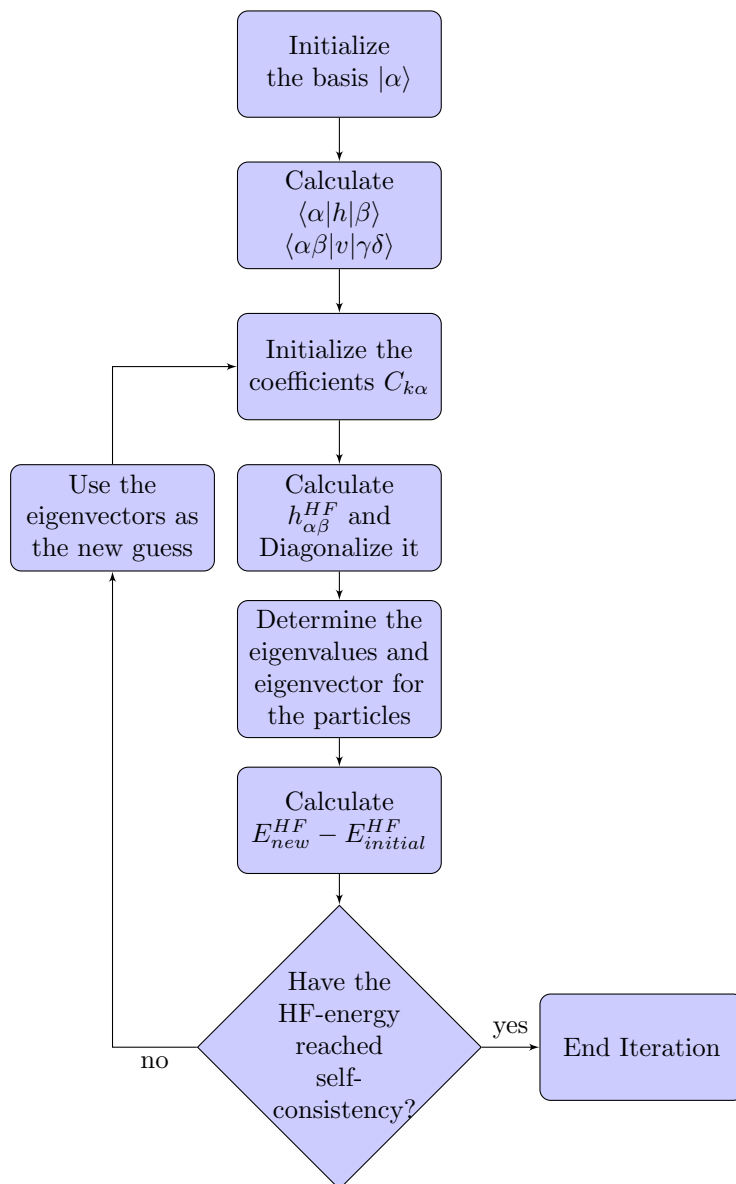 Initialize
the basis |α⟩
Calculate
⟨α|h|β⟩
⟨αβ|v|γδ⟩
Initialize the
coefficients C_{kα}
Use the
eigenvectors as
the new guess
Calculate
h^{HF}_{αβ} and
Diagonalize it
Determine the
eigenvalues and
eigenvector for
the particles
Calculate
E^{HF}_{new} − E^{HF}_{initial}
Have the
HF-energy
reached
self-
consistency?
no
yes
End Iteration